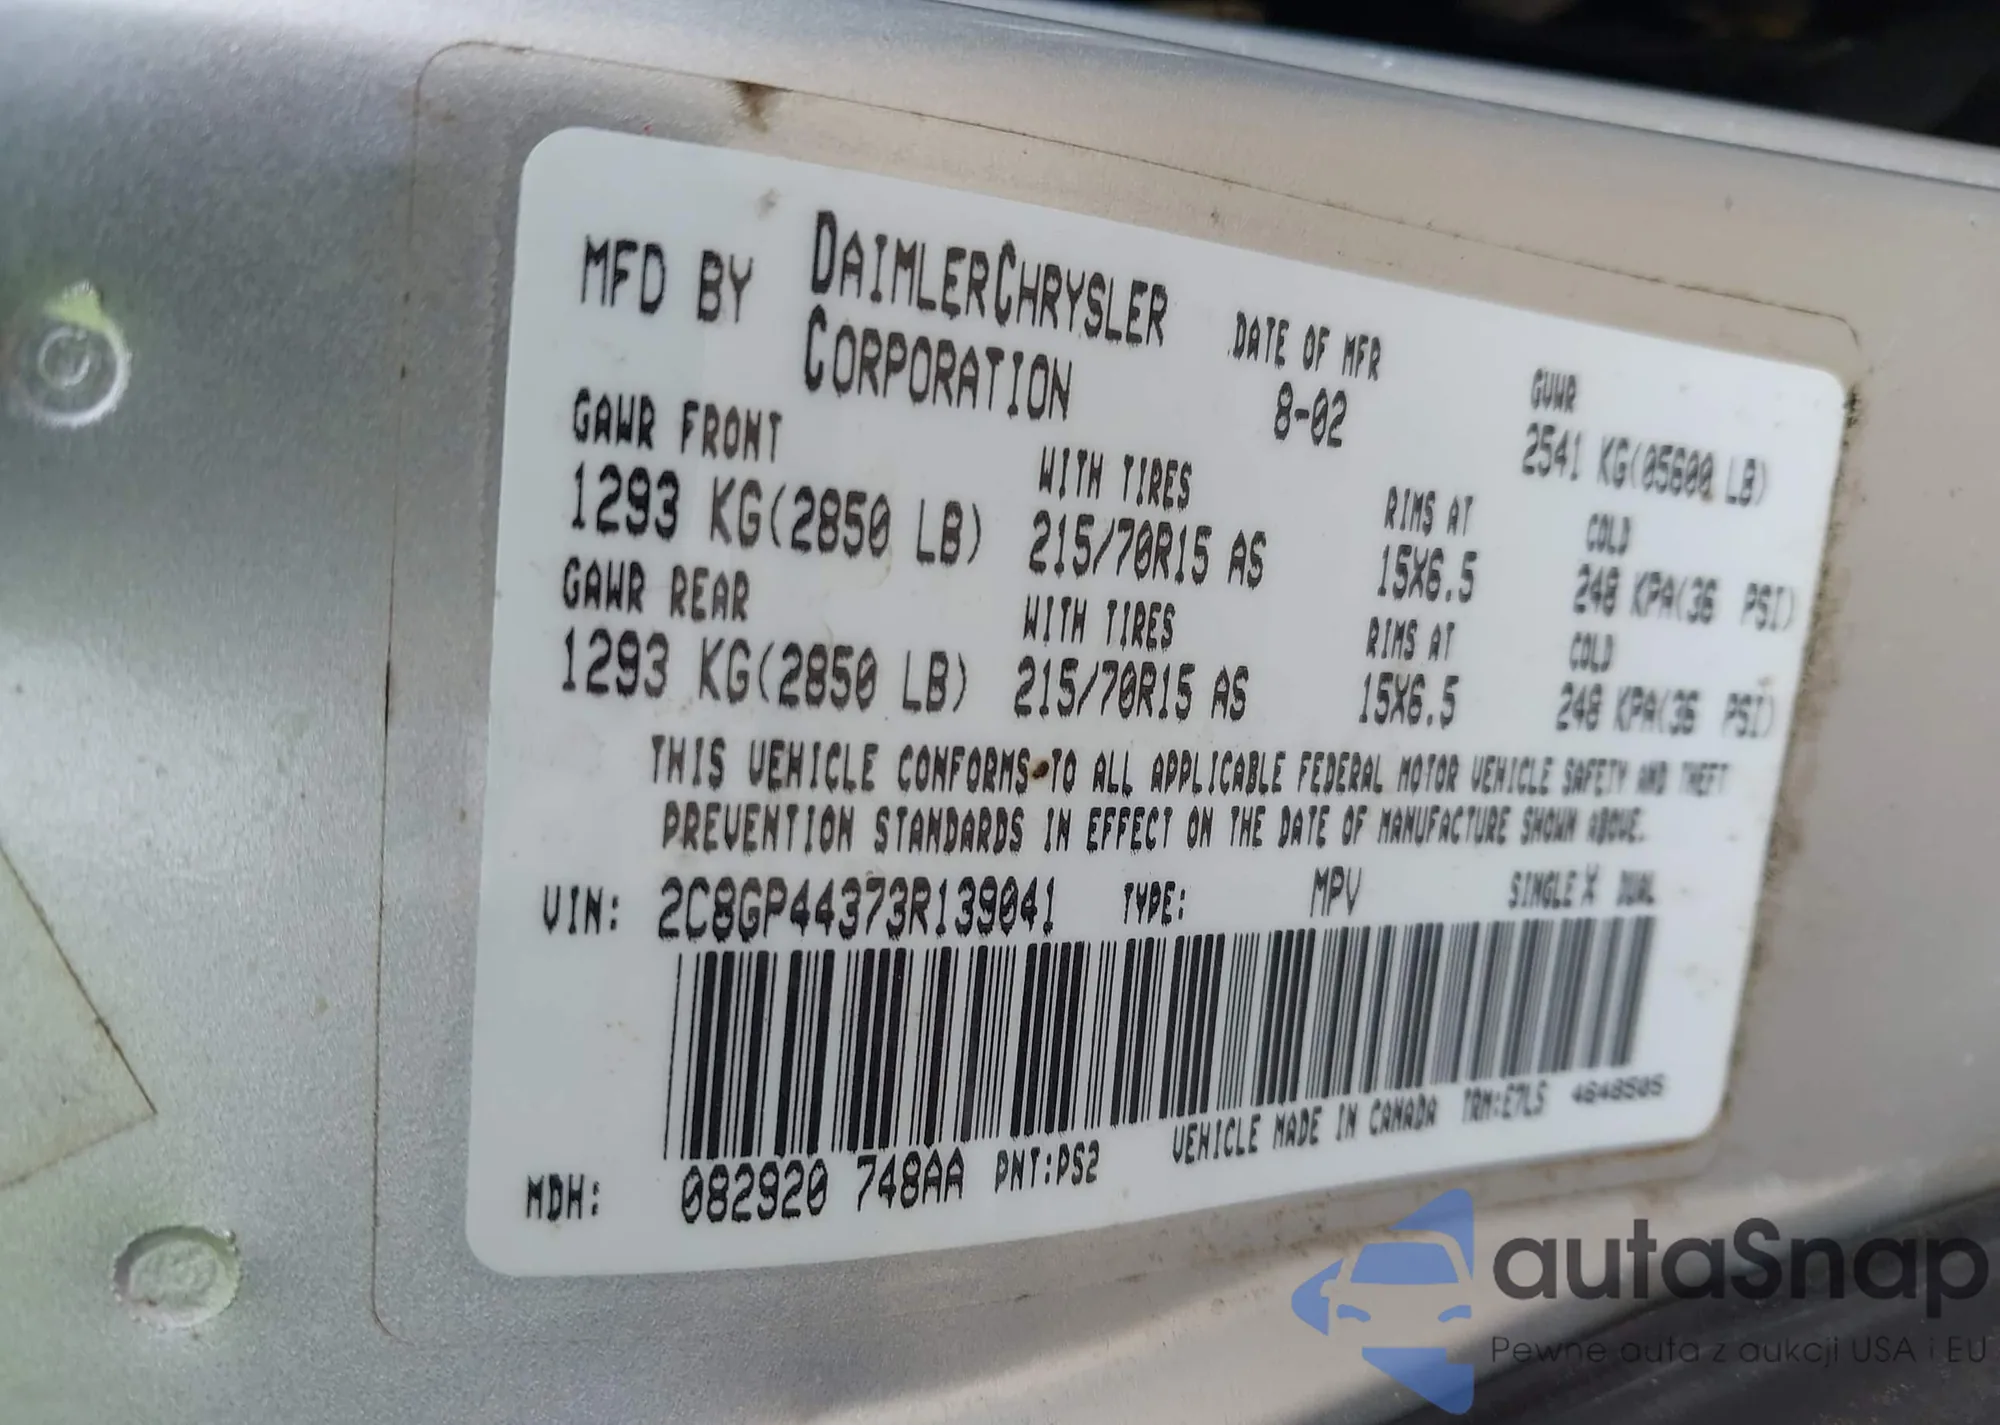 MFD BY DAIMLERCHRYSLER CORPORATION
DATE OF MFR
8-02
GVWR
2541 KG(05600 LB)
GAWR FRONT
1293 KG(2850 LB)
WITH TIRES
215/70R15 AS
RIMS AT
15X6.5
COLD
248 KPA(36 PSI)
GAWR REAR
1293 KG(2850 LB)
WITH TIRES
215/70R15 AS
RIMS AT
15X6.5
COLD
248 KPA(36 PSI)
THIS VEHICLE CONFORMS TO ALL APPLICABLE FEDERAL MOTOR VEHICLE SAFETY AND THEFT
PREVENTION STANDARDS IN EFFECT ON THE DATE OF MANUFACTURE SHOWN ABOVE.
VIN: 2C8GP44373R139041 TYPE: MPV SINGLE X DUAL
VEHICLE MADE IN CANADA TRM:E7L5 4648505
MDH: 082920 748AA PNT:PS2
autoSnap
Pewne auta z aukcji USA i EU